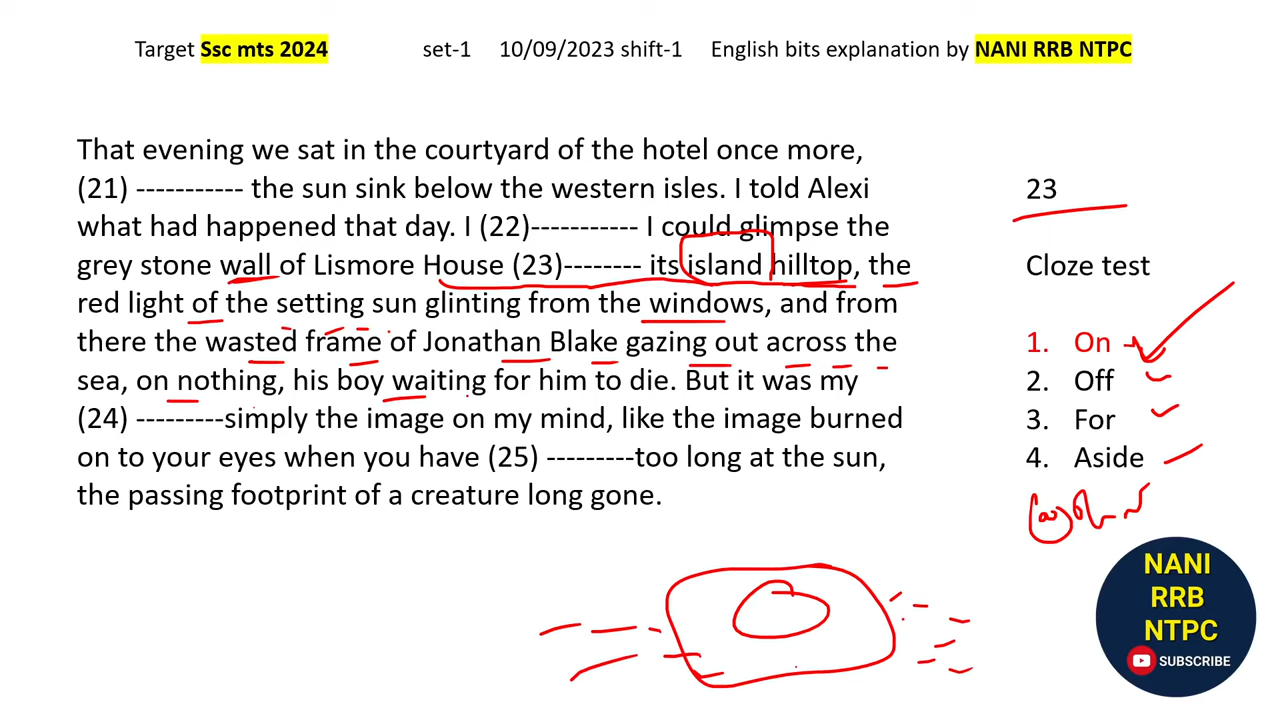 Target Ssc mts 2024 set-1 10/09/2023 shift-1 English bits explanation by NANI RRB NTPC
That evening we sat in the courtyard of the hotel once more,
(21) ----------- the sun sink below the western isles. I told Alexi
what had happened that day. I (22)----------- I could glimpse the
grey stone wall of Lismore House (23)-------- its island hilltop, the
red light of the setting sun glinting from the windows, and from
there the wasted frame of Jonathan Blake gazing out across the
sea, on nothing, his boy waiting for him to die. But it was my
(24) ---------simply the image on my mind, like the image burned
on to your eyes when you have (25) ---------too long at the sun,
the passing footprint of a creature long gone.
23
Cloze test
1. On
2. Off
3. For
4. Aside
NANI
RRB
NTPC
SUBSCRIBE